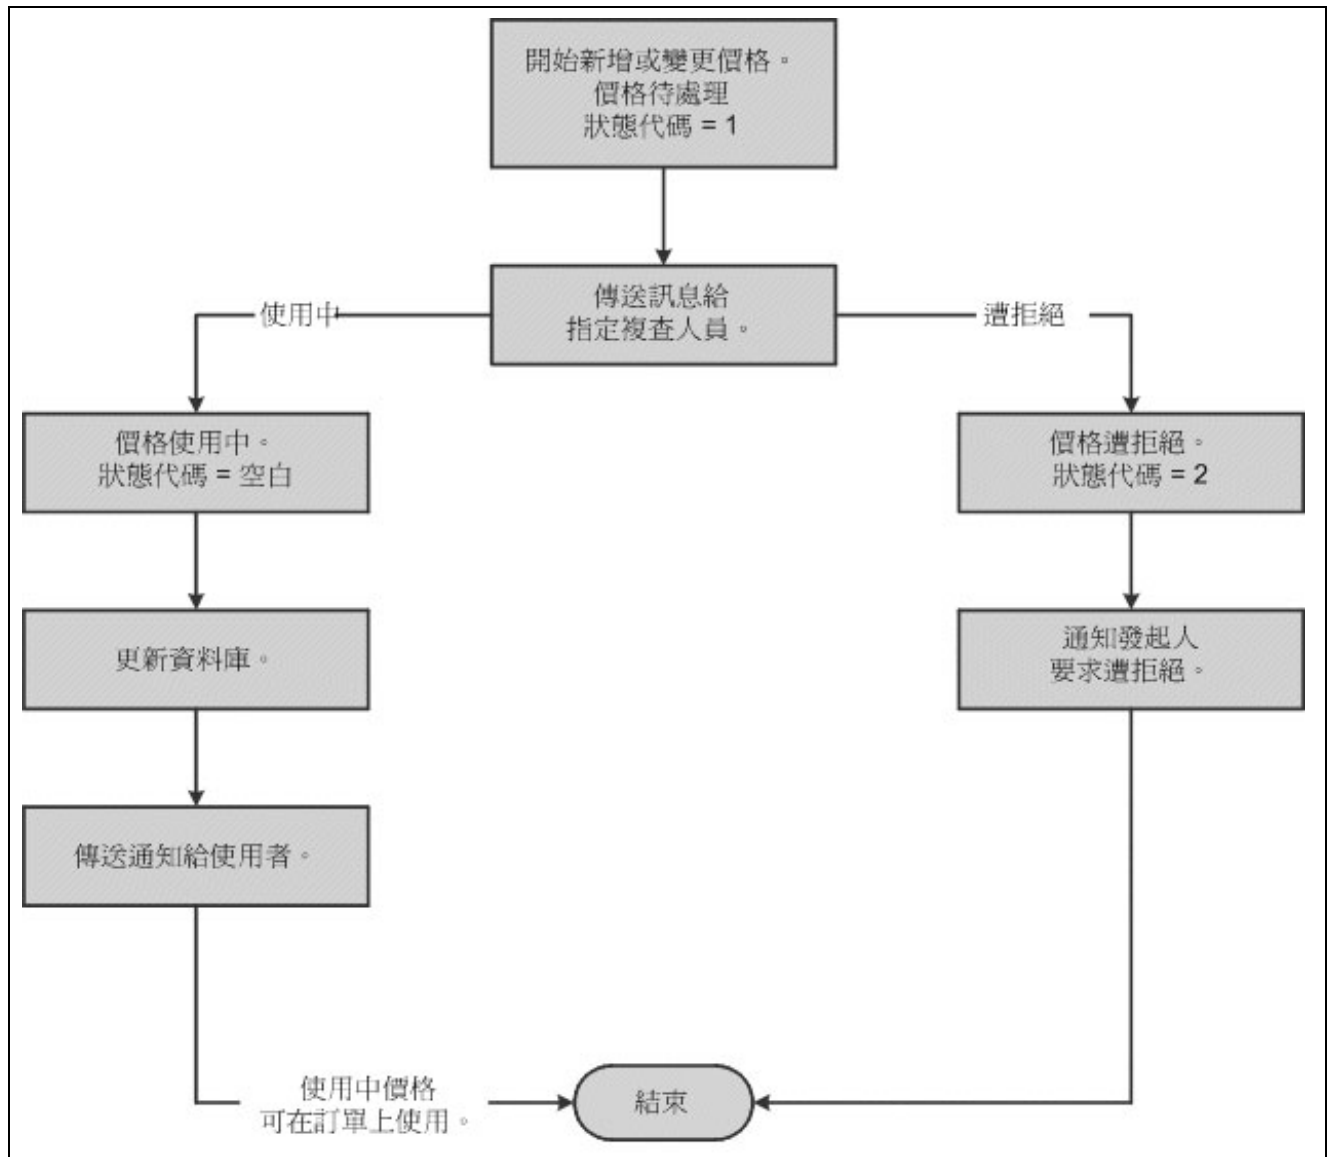 開始新增或變更價格。
價格待處理
狀態代碼 = 1
傳送訊息給
指定複查人員。
使用中
遭拒絕
價格使用中。
狀態代碼 = 空白
價格遭拒絕。
狀態代碼 = 2
更新資料庫。
通知發起人
要求遭拒絕。
傳送通知給使用者。
使用中價格
可在訂單上使用。
結束